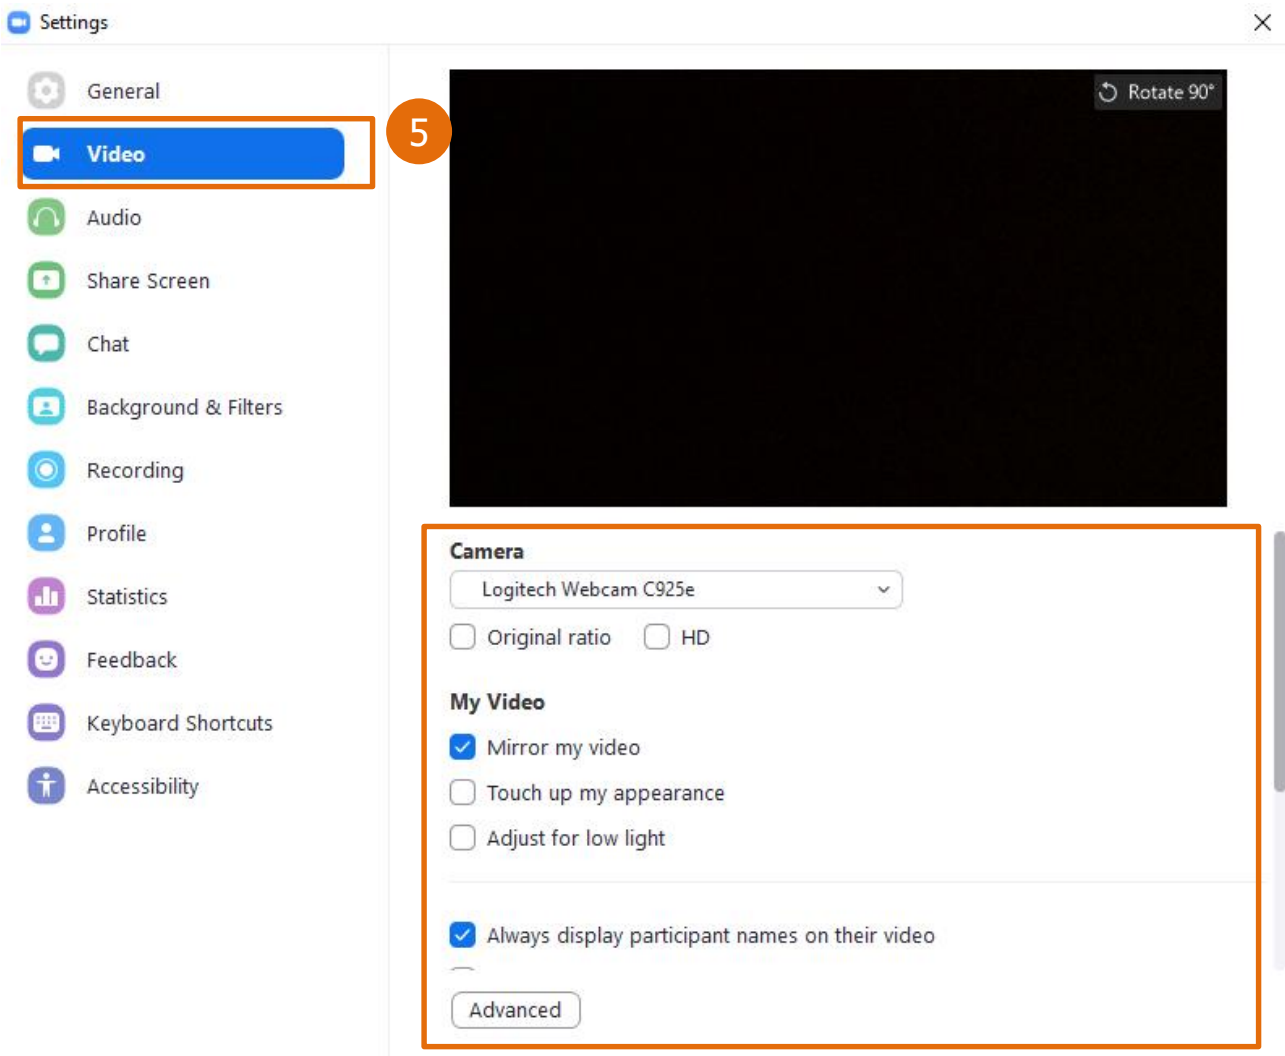 Settings
General
Video
5
Audio
Share Screen
Chat
Background & Filters
Recording
Profile
Statistics
Feedback
Keyboard Shortcuts
Accessibility
Rotate 90°
Camera
Logitech Webcam C925e
Original ratio HD
My Video
Mirror my video
Touch up my appearance
Adjust for low light
Always display participant names on their video
Advanced